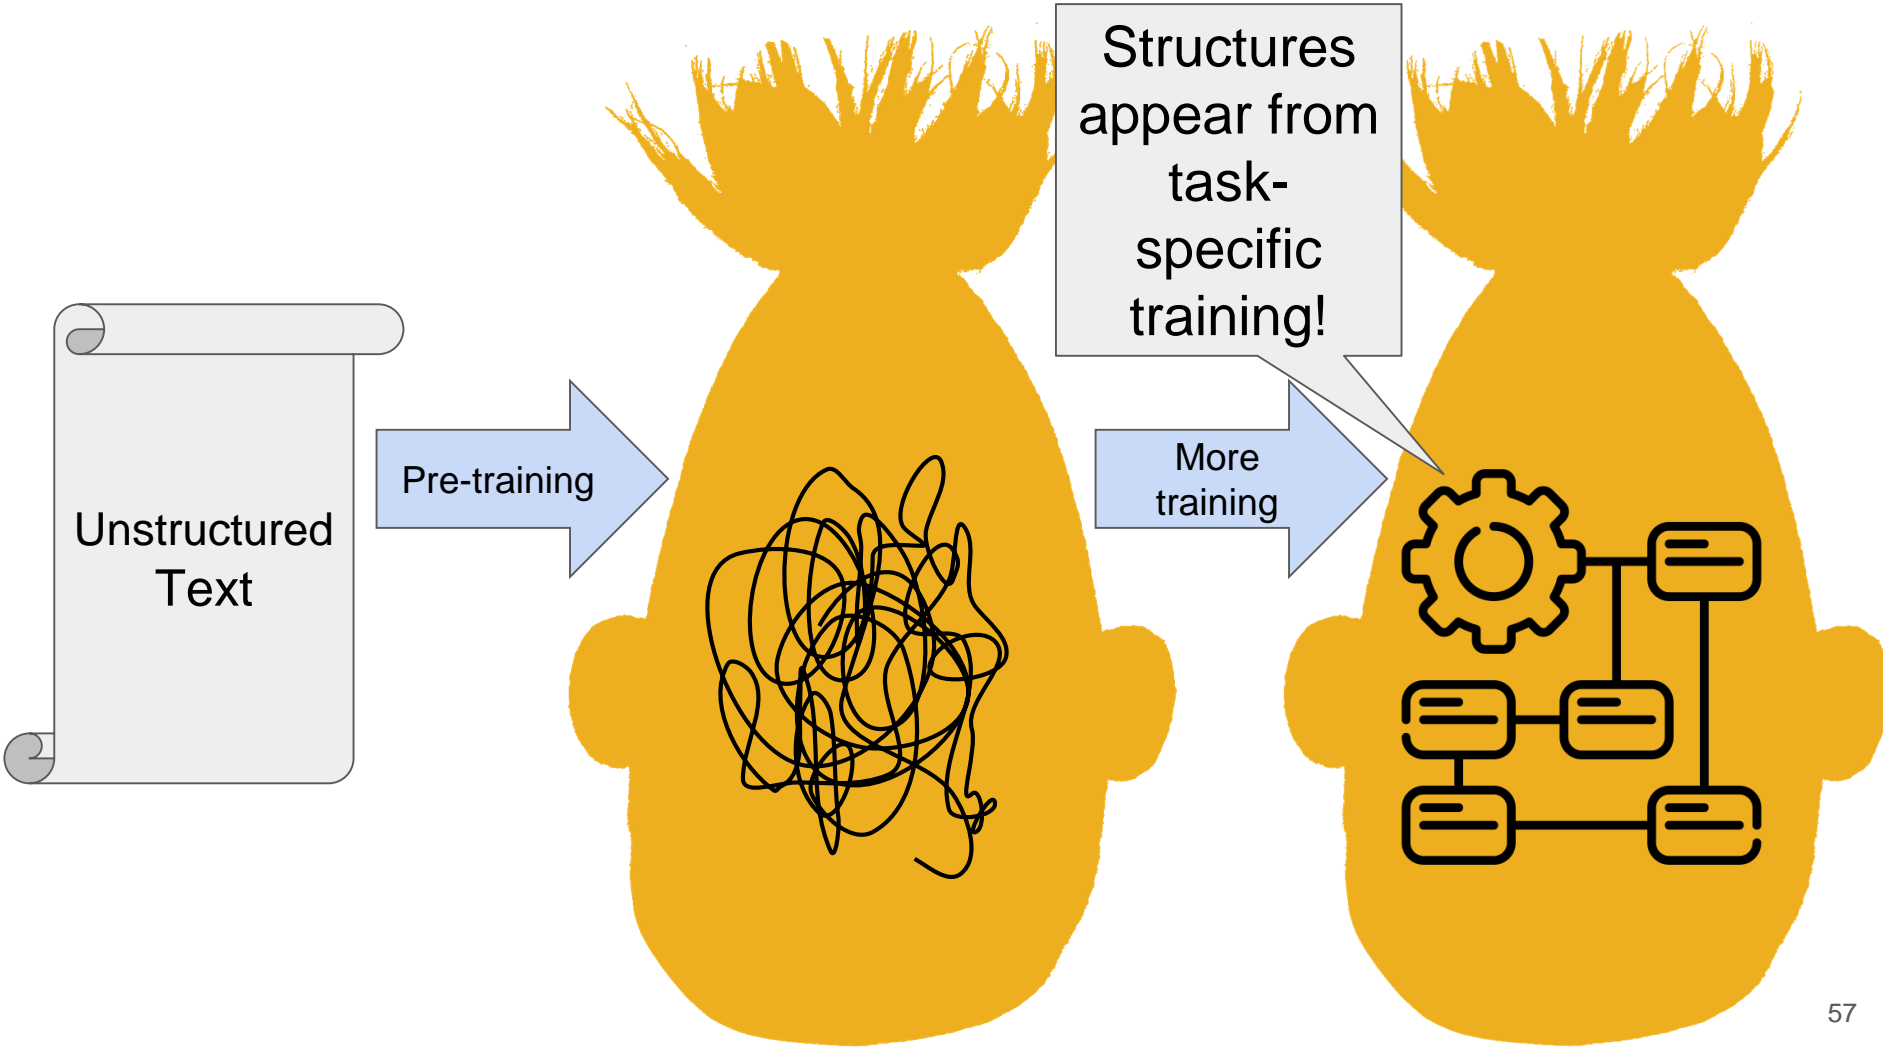 Structures
appear from
task-
specific
training!
Unstructured
Text
Pre-training
More
training
57